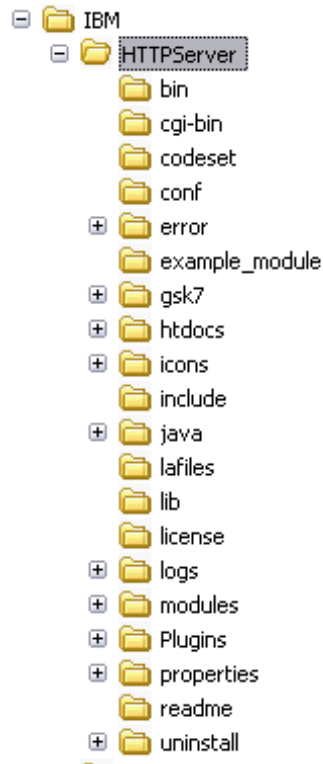 IBM
HTTPServer
bin
cgi-bin
codeset
conf
error
example_module
gsk7
htdocs
icons
include
java
lafiles
lib
license
logs
modules
Plugins
properties
readme
uninstall